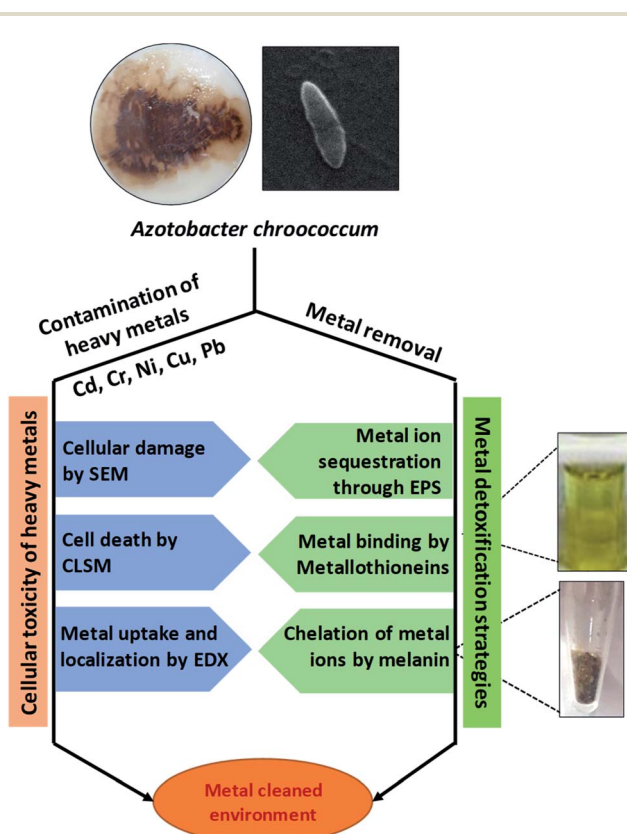 Azotobacter chroococcum
Contamination of
heavy metals
Cd, Cr, Ni, Cu, Pb
Metal removal
Cellular toxicity of heavy metals
Cellular damage
by SEM
Cell death by
CLSM
Metal uptake and
localization by EDX
Metal ion
sequestration
through EPS
Metal binding by
Metallothioneins
Chelation of metal
ions by melanin
Metal detoxification strategies
Metal cleaned
environment